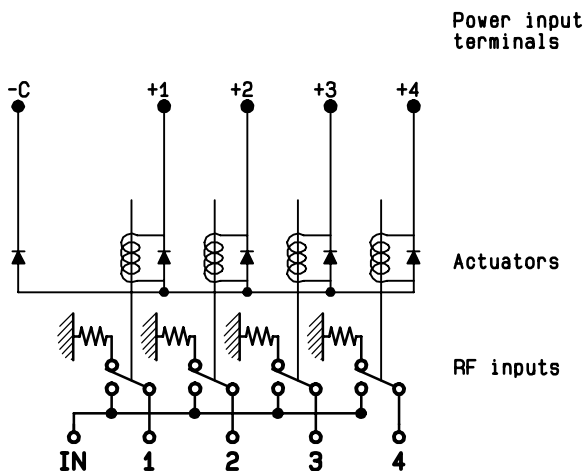 Power input
terminals
-C +1 +2 +3 +4
Actuators
RF inputs
IN 1 2 3 4